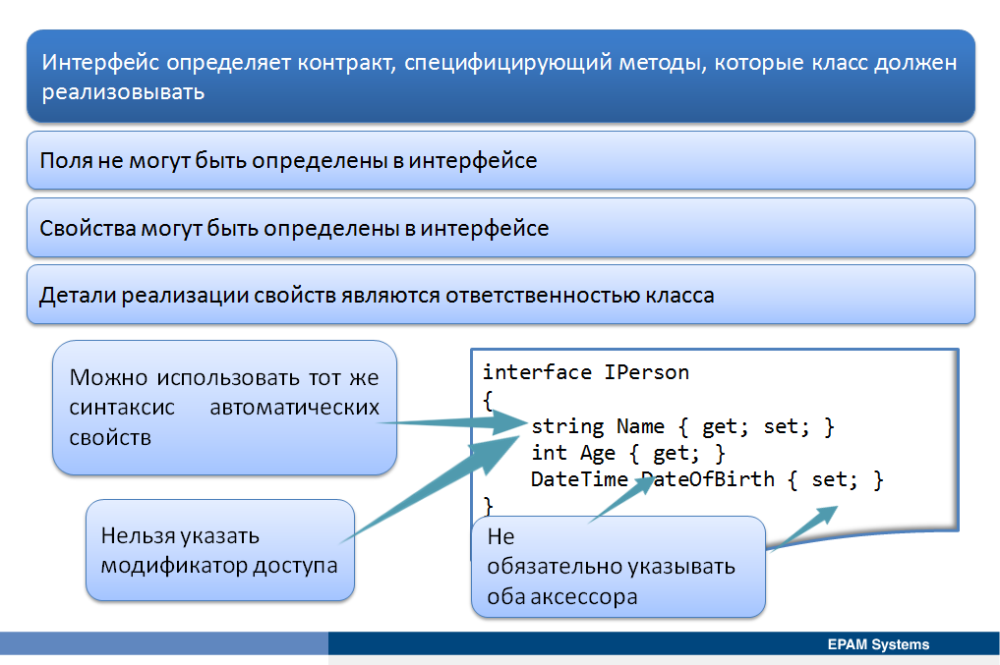 Интерфейс определяет контракт, специфицирующий методы, которые класс должен
реализовывать
Поля не могут быть определены в интерфейсе
Свойства могут быть определены в интерфейсе
Детали реализации свойств являются ответственностью класса
Можно использовать тот же
синтаксис автоматических
свойств
Нельзя указать
модификатор доступа
interface IPerson
{
string Name { get; set; }
int Age { get; }
DateTime DateOfBirth { set; }
}
Не
обязательно указывать
оба аксессора
EPAM Systems